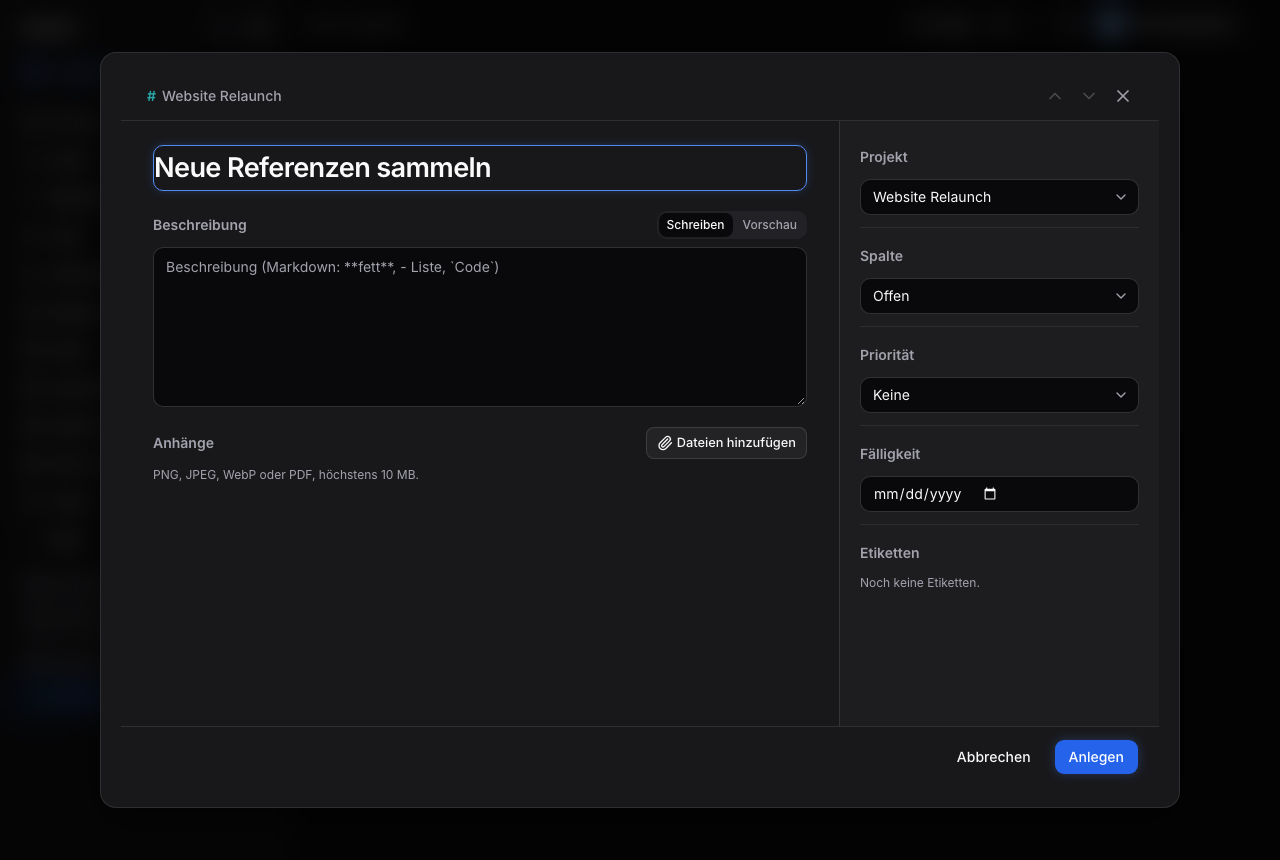 # Website Relaunch
Neue Referenzen sammeln
Beschreibung
Schreiben
Vorschau
Beschreibung (Markdown: **fett**, - Liste, `Code`)
Anhänge
Dateien hinzufügen
PNG, JPEG, WebP oder PDF, höchstens 10 MB.
Projekt
Website Relaunch
Spalte
Offen
Priorität
Keine
Fälligkeit
mm/dd/yyyy
Etiketten
Noch keine Etiketten.
Abbrechen
Anlegen